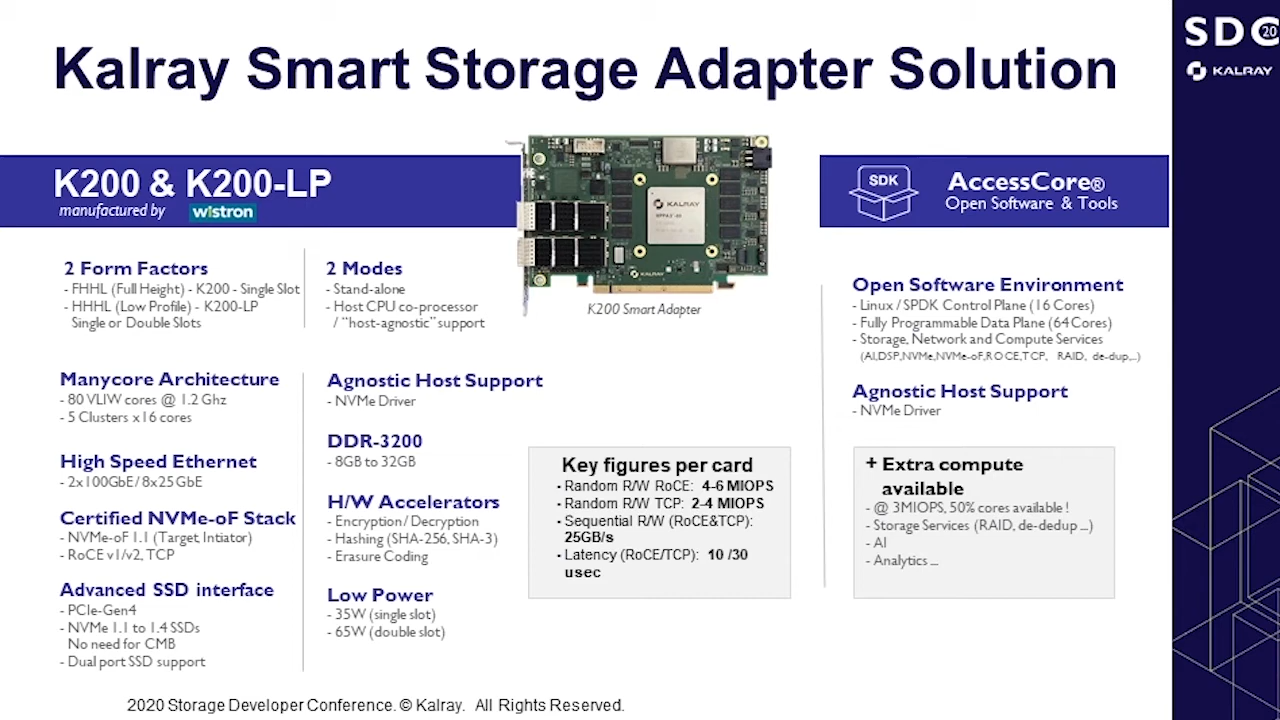 Kalray Smart Storage Adapter Solution
SDC 20
KALRAY
K200 & K200-LP
manufactured by wistron
2 Form Factors
- FHHL (Full Height) - K200 - Single Slot
- HHHL (Low Profile) - K200-LP
Single or Double Slots
Manycore Architecture
- 80 VLIW cores @ 1.2 Ghz
- 5 Clusters x16 cores
High Speed Ethernet
- 2x100GbE/ 8x25 GbE
Certified NVMe-oF Stack
- NVMe-oF 1.1 (Target, Intiator)
- RoCE v1/v2, TCP
Advanced SSD interface
- PCIe-Gen4
- NVMe 1.1 to 1.4 SSDs
No need for CMB
- Dual port SSD support
2 Modes
- Stand-alone
- Host CPU co-processor
/ "host-agnostic" support
Agnostic Host Support
- NVMe Driver
DDR-3200
- 8GB to 32GB
H/W Accelerators
- Encryption / Decryption
- Hashing (SHA-256, SHA-3)
- Erasure Coding
Low Power
- 35W (single slot)
- 65W (double slot)
KALRAY
KALRAY
K200 Smart Adapter
Key figures per card
• Random R/W RoCE: 4-6 MIOPS
• Random R/W TCP: 2-4 MIOPS
• Sequential R/W (RoCE&TCP):
25GB/s
• Latency (RoCE/TCP): 10 /30
usec
SDK
AccessCore®
Open Software & Tools
Open Software Environment
- Linux / SPDK Control Plane (16 Cores)
- Fully Programmable Data Plane (64 Cores)
- Storage, Network and Compute Services
(AI,DSP,NVMe,NVMe-oF,ROCE,TCP, RAID, de-dup,...)
Agnostic Host Support
- NVMe Driver
+ Extra compute
available
- @ 3MIOPS, 50% cores available !
- Storage Services (RAID, de-dedup ...)
- AI
- Analytics ...
2020 Storage Developer Conference. © Kalray. All Rights Reserved.